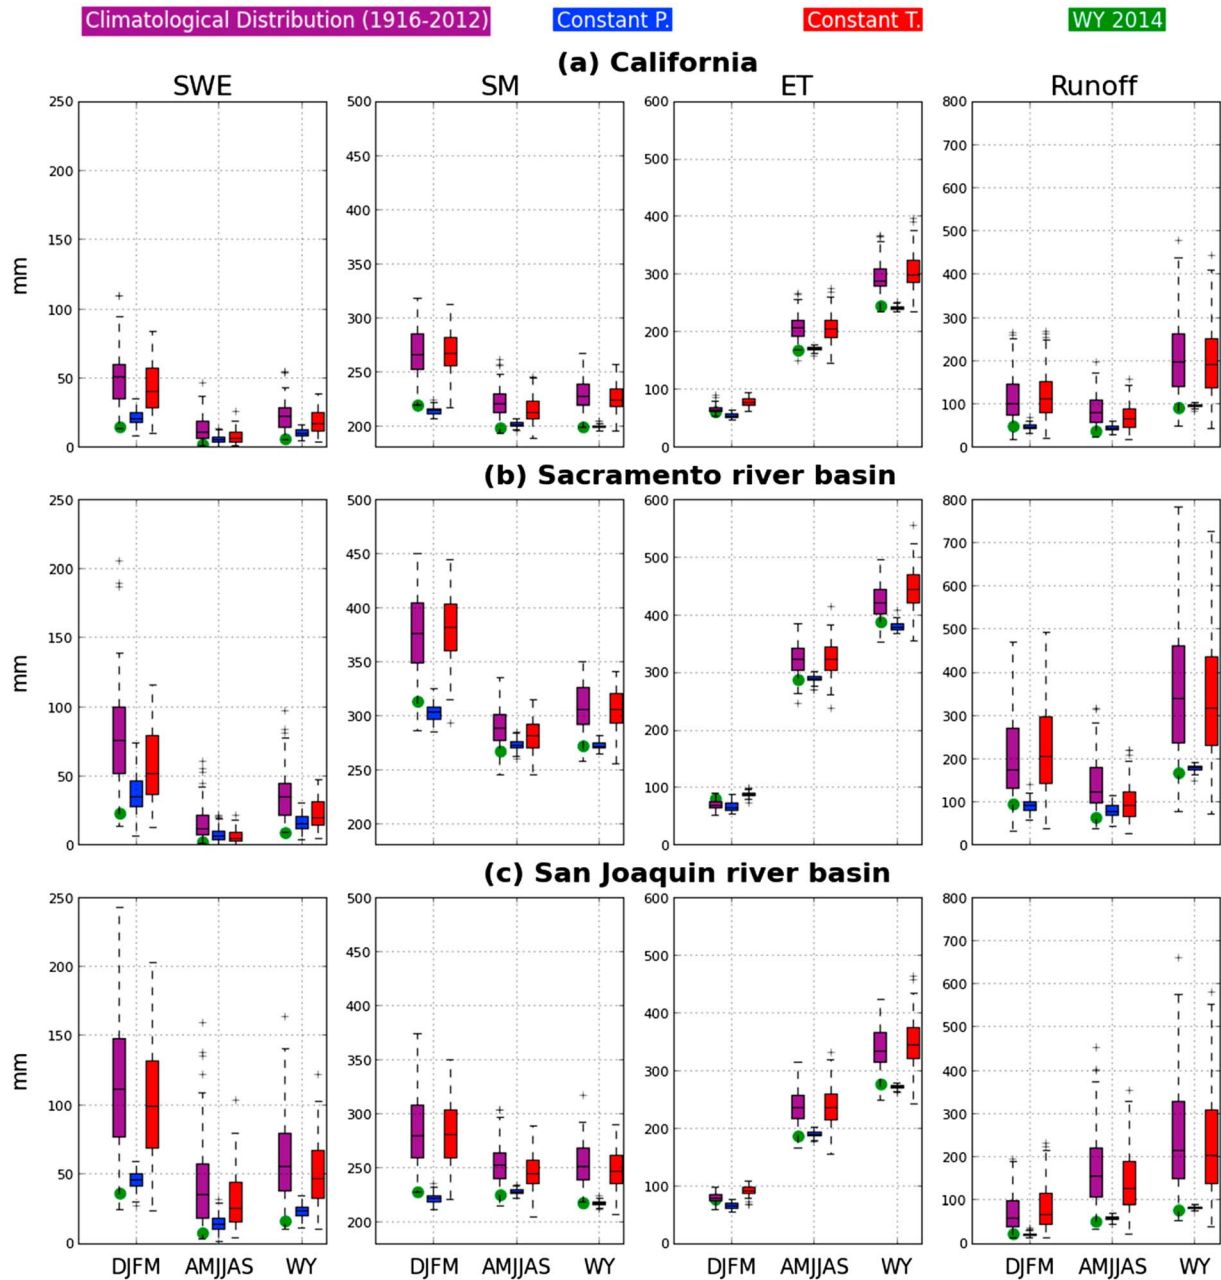 Climatological Distribution (1916-2012) Constant P. Constant T. WY 2014
(a) California
SWE SM ET Runoff
250 500 600 800
200 450 500 700
150 400 400 600
100 350 300 500
50 300 200 400
0 250 100 300
200 0 200
100
0
mm
(b) Sacramento river basin
250 500 600 800
200 450 500 700
150 400 400 600
100 350 300 500
50 300 200 400
0 250 100 300
200 0 200
100
0
mm
(c) San Joaquin river basin
250 500 600 800
200 450 500 700
150 400 400 600
100 350 300 500
50 300 200 400
0 250 100 300
200 0 200
100
0
mm
DJFM AMJJAS WY DJFM AMJJAS WY DJFM AMJJAS WY DJFM AMJJAS WY